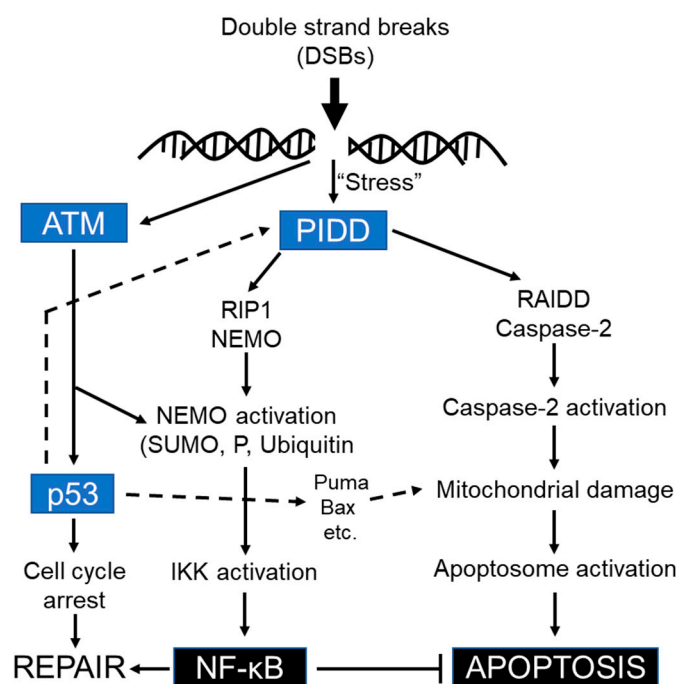 Double strand breaks
(DSBs)
“Stress”
ATM
PIDD
RIP1
NEMO
RAIDD
Caspase-2
NEMO activation
(SUMO, P, Ubiquitin
Caspase-2 activation
p53
Puma
Bax
etc.
Mitochondrial damage
Cell cycle
arrest
IKK activation
Apoptosome activation
REPAIR
NF-κB
APOPTOSIS